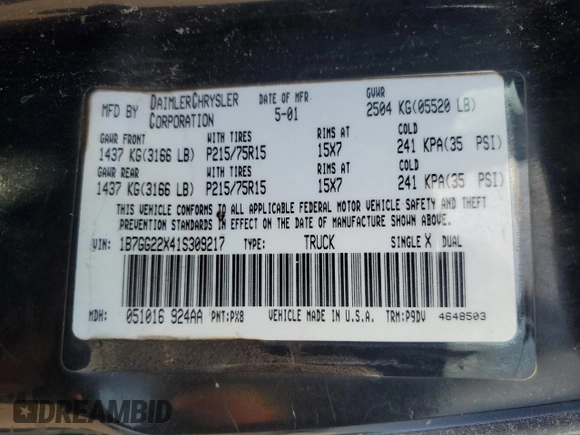 MFD BY DAIMLERCHRYSLER CORPORATION DATE OF MFR. 5-01 GVWR 2504 KG(05520 LB)
GAWR FRONT WITH TIRES RIMS AT COLD
1437 KG(3166 LB) P215/75R15 15X7 241 KPA(35 PSI)
GAWR REAR WITH TIRES RIMS AT COLD
1437 KG(3166 LB) P215/75R15 15X7 241 KPA(35 PSI)
THIS VEHICLE CONFORMS TO ALL APPLICABLE FEDERAL MOTOR VEHICLE SAFETY AND THEFT
PREVENTION STANDARDS IN EFFECT ON THE DATE OF MANUFACTURE SHOWN ABOVE.
VIN: 1B7GG22X41S309217 TYPE: TRUCK SINGLE X DUAL
MDH: 051016 924AA PNT:PX8 VEHICLE MADE IN U.S.A. TRM:P9DV 4648503
DREAMBID